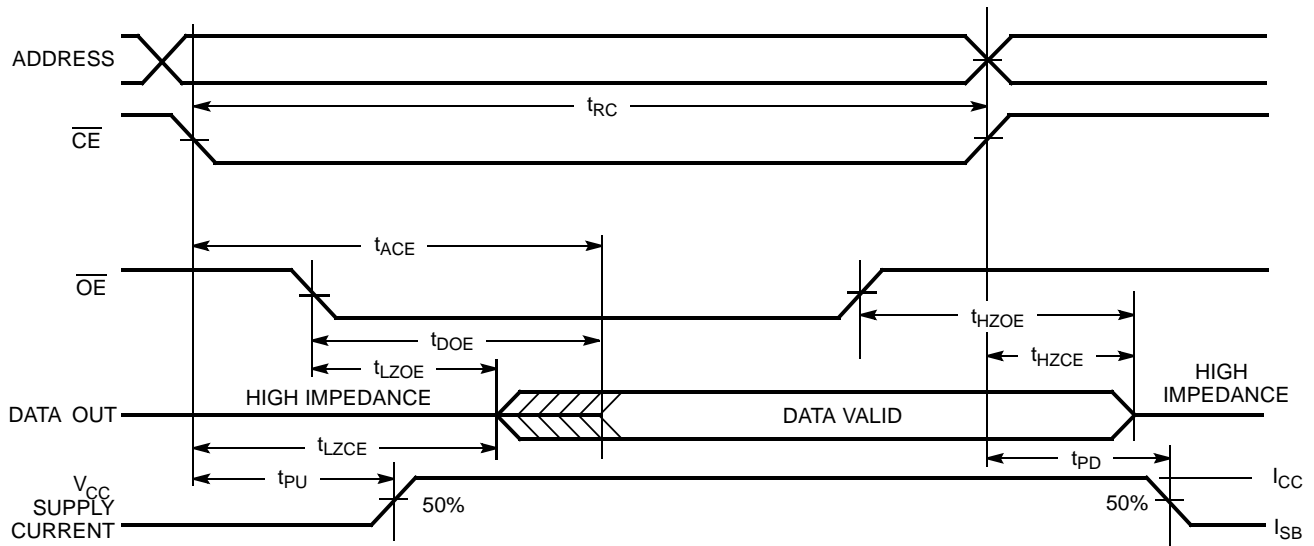 ADDRESS
tRC
CE
tACE
OE
tHZOE
tDOE
tHZCE
tLZOE
HIGH IMPEDANCE
HIGH
IMPEDANCE
DATA OUT
DATA VALID
tLZCE
tPU
tPD
VCC
SUPPLY
CURRENT
50%
50%
ICC
ISB